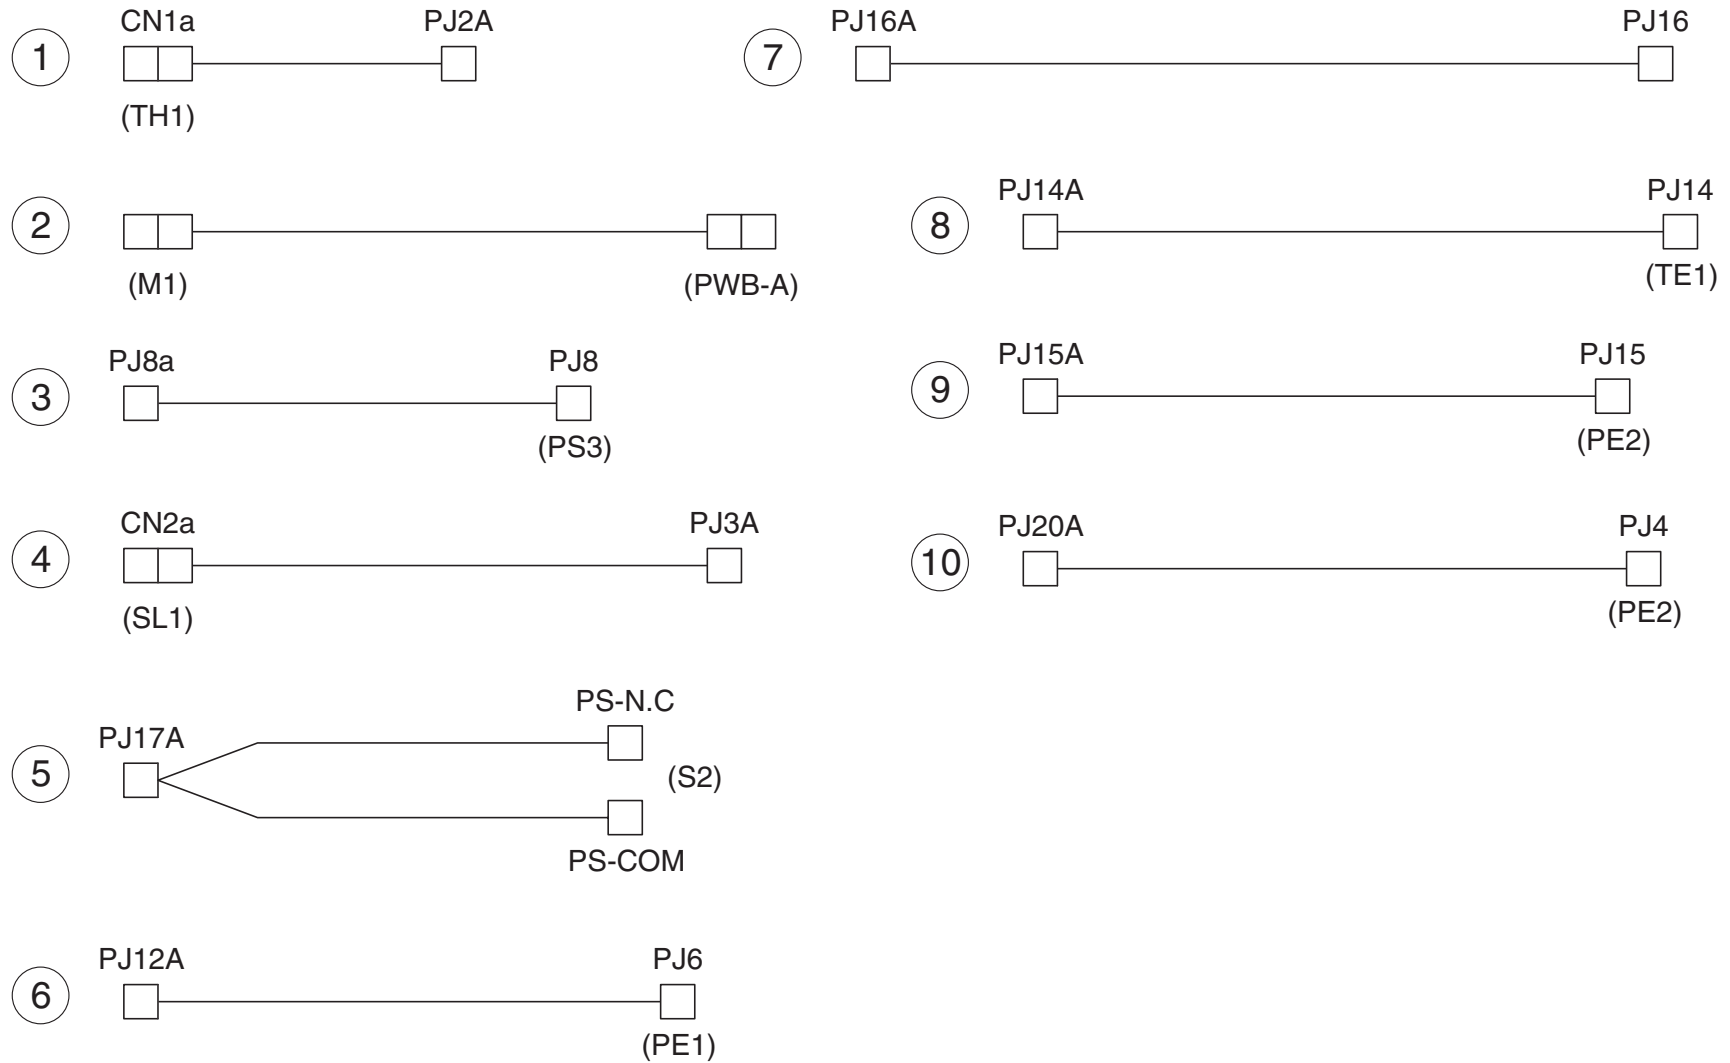 1
CN1a
PJ2A
(TH1)
2
(M1)
(PWB-A)
3
PJ8a
PJ8
(PS3)
4
CN2a
PJ3A
(SL1)
5
PJ17A
PS-N.C
(S2)
PS-COM
6
PJ12A
PJ6
(PE1)
7
PJ16A
PJ16
8
PJ14A
PJ14
(TE1)
9
PJ15A
PJ15
(PE2)
10
PJ20A
PJ4
(PE2)